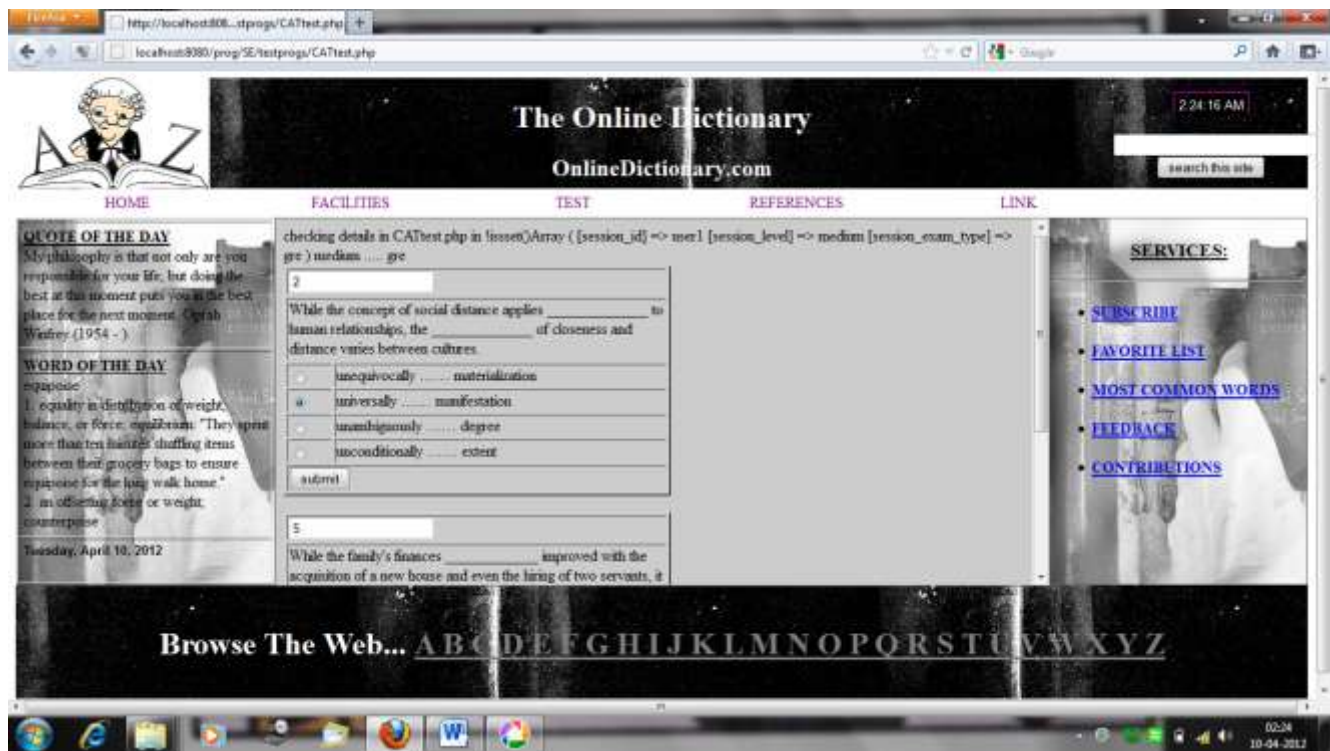 Firefox
http://localhost:808...stprogs/CATtest.php
localhost:8080/prog/SE/testprogs/CATtest.php
Google
A Z
The Online Dictionary
OnlineDictionary.com
2:24:16 AM
search this site
HOME FACILITIES TEST REFERENCES LINK
QUOTE OF THE DAY
My philosophy is that not only are you
responsible for your life, but doing the
best at this moment puts you in the best
place for the next moment. Oprah
Winfrey (1954 - )
WORD OF THE DAY
equipoise
1. equality in distribution of weight,
balance, or force; equilibrium: "They spent
more than ten minutes shuffling items
between their grocery bags to ensure
equipoise for the long walk home."
2. an offsetting force or weight;
counterpoise
Tuesday, April 10, 2012
checking details in CATtest.php in !isset()Array ( [session_id] => user1 [session_level] => medium [session_exam_type] =>
gre ) medium ..... gre
2
While the concept of social distance applies ______________ to
human relationships, the ______________ of closeness and
distance varies between cultures.
unequivocally ....... materialization
universally ....... manifestation
unambiguously ....... degree
unconditionally ....... extent
submit
5
While the family's finances ______________ improved with the
acquisition of a new house and even the hiring of two servants, it
SERVICES:
SUBSCRIBE
FAVORITE LIST
MOST COMMON WORDS
FEEDBACK
CONTRIBUTIONS
Browse The Web... A B C D E F G H I J K L M N O P Q R S T U V W X Y Z
02:24
10-04-2012